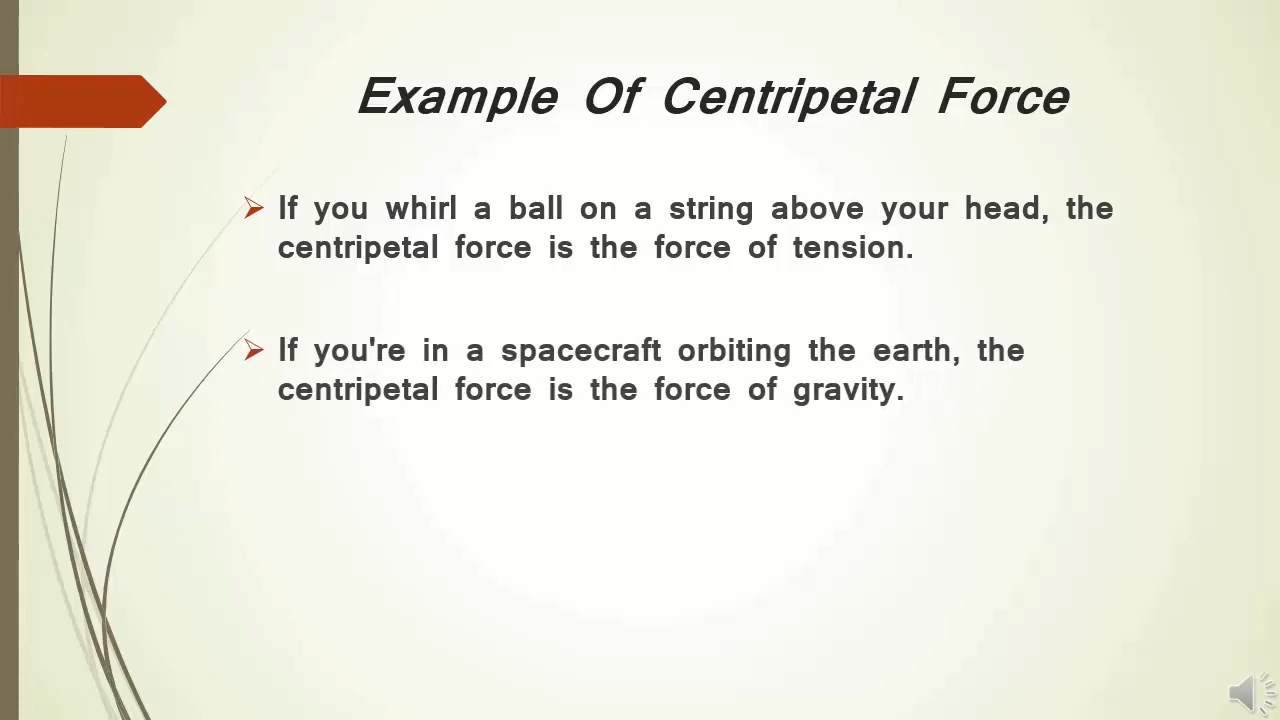 Example Of Centripetal Force
If you whirl a ball on a string above your head, the
centripetal force is the force of tension.
If you're in a spacecraft orbiting the earth, the
centripetal force is the force of gravity.